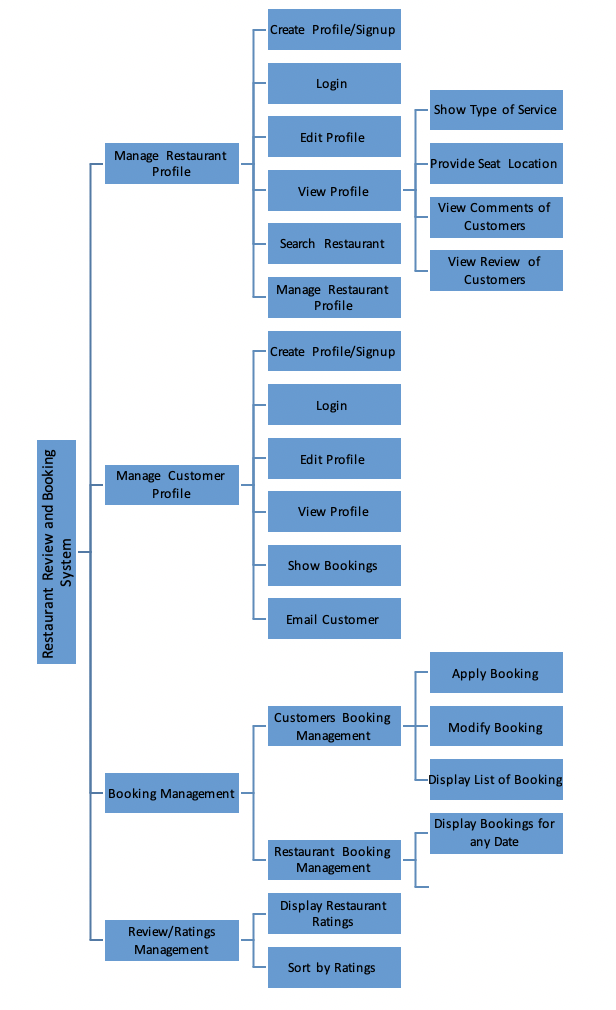 Restaurant Review and Booking
System
Manage Restaurant
Profile
Create Profile/Signup
Login
Edit Profile
View Profile
Show Type of Service
Provide Seat Location
View Comments of
Customers
View Review of
Customers
Search Restaurant
Manage Restaurant
Profile
Manage Customer
Profile
Create Profile/Signup
Login
Edit Profile
View Profile
Show Bookings
Email Customer
Booking Management
Customers Booking
Management
Apply Booking
Modify Booking
Display List of Booking
Restaurant Booking
Management
Display Bookings for
any Date
Review/Ratings
Management
Display Restaurant
Ratings
Sort by Ratings